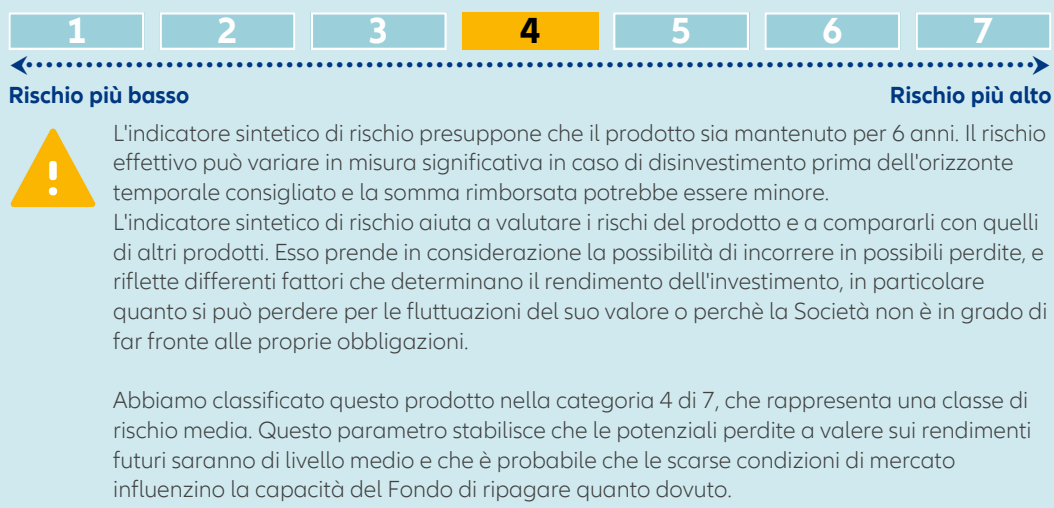 1 2 3 4 5 6 7
Rischio più basso Rischio più alto
L'indicatore sintetico di rischio presuppone che il prodotto sia mantenuto per 6 anni. Il rischio
effettivo può variare in misura significativa in caso di disinvestimento prima dell'orizzonte
temporale consigliato e la somma rimborsata potrebbe essere minore.
L'indicatore sintetico di rischio aiuta a valutare i rischi del prodotto e a compararli con quelli
di altri prodotti. Esso prende in considerazione la possibilità di incorrere in possibili perdite, e
riflette differenti fattori che determinano il rendimento dell'investimento, in particolare
quanto si può perdere per le fluttuazioni del suo valore o perchè la Società non è in grado di
far fronte alle proprie obbligazioni.
Abbiamo classificato questo prodotto nella categoria 4 di 7, che rappresenta una classe di
rischio media. Questo parametro stabilisce che le potenziali perdite a valere sui rendimenti
futuri saranno di livello medio e che è probabile che le scarse condizioni di mercato
influenzino la capacità del Fondo di ripagare quanto dovuto.